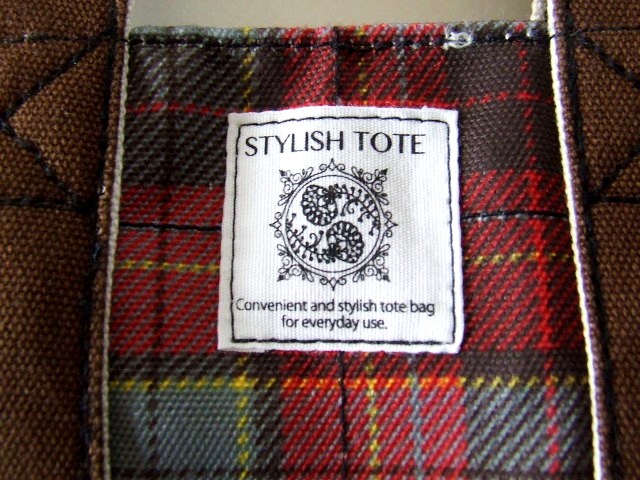 STYLISH TOTE
Convenient and stylish tote bag
for everyday use.